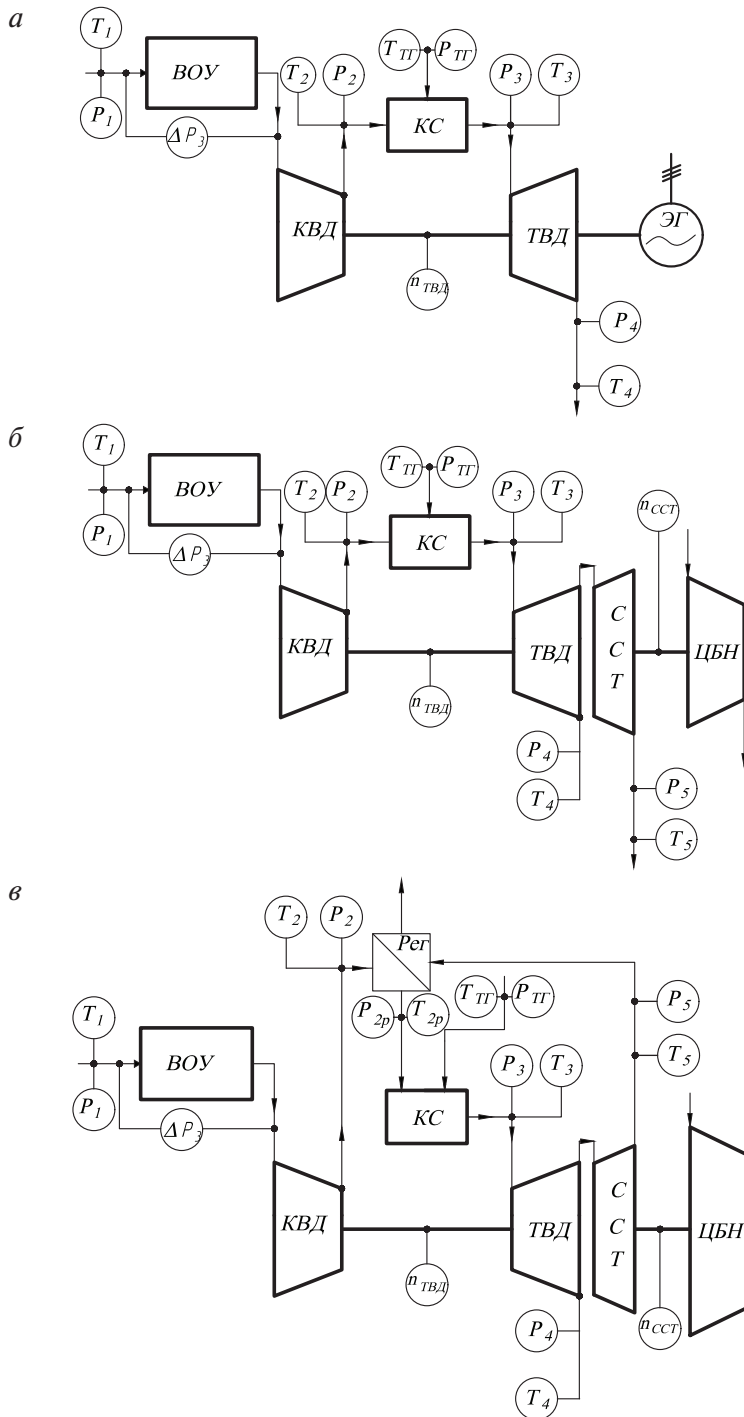 а
T1
ВОУ
P1
ΔP3
T2
P2
TТГ
PТГ
КС
P3
T3
КВД
nТВД
ТВД
ЭГ
P4
T4
б
T1
ВОУ
P1
ΔP3
T2
P2
TТГ
PТГ
КС
P3
T3
nССТ
КВД
nТВД
ТВД
С
С
Т
ЦБН
P4
T4
P5
T5
в
T2
P2
Рег
P2р
T2р
TТГ
PТГ
P5
T5
T1
ВОУ
P1
ΔP3
КС
P3
T3
КВД
nТВД
ТВД
С
С
Т
ЦБН
nССТ
P4
T4